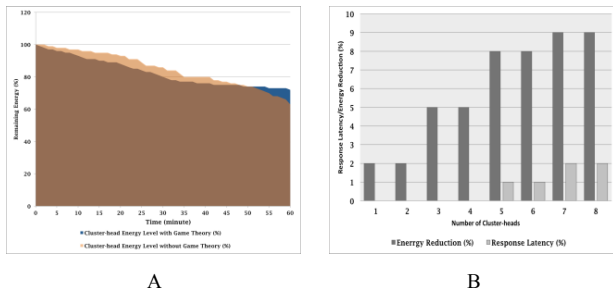 120
100
80
60
40
20
0
Remaining Energy (%)
0 5 10 15 20 25 30 35 40 45 50 55 60
Time (minute)
Cluster-head Energy Level with Game Theory (%)
Cluster-head Energy Level without Game Theory (%)
A
10
9
8
7
6
5
4
3
2
1
0
Response Latency/Energy Reduction (%)
1 2 3 4 5 6 7 8
Number of Cluster-heads
Enerrgy Reduction (%) Response Latency (%)
B